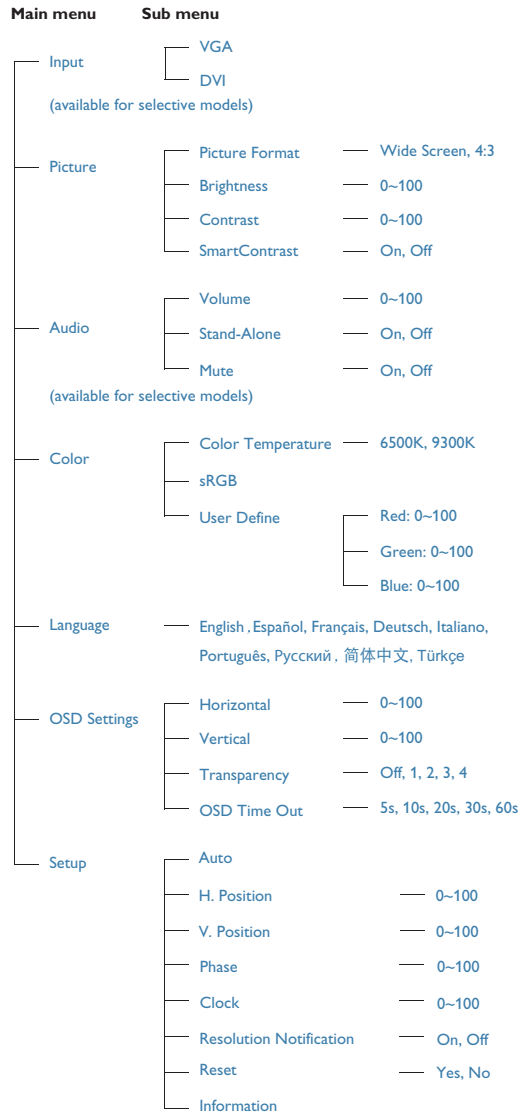 Main menu Sub menu
VGA
Input
DVI
(available for selective models)
Picture Format Wide Screen, 4:3
Picture
Brightness 0~100
Contrast 0~100
SmartContrast On, Off
Volume 0~100
Audio
Stand-Alone On, Off
Mute On, Off
(available for selective models)
Color Temperature 6500K, 9300K
Color
sRGB
User Define Red: 0~100
Green: 0~100
Blue: 0~100
Language English , Español, Français, Deutsch, Italiano,
Português, Русский , 简体中文, Türkçe
Horizontal 0~100
OSD Settings
Vertical 0~100
Transparency Off, 1, 2, 3, 4
OSD Time Out 5s, 10s, 20s, 30s, 60s
Setup Auto
H. Position 0~100
V. Position 0~100
Phase 0~100
Clock 0~100
Resolution Notification On, Off
Reset Yes, No
Information